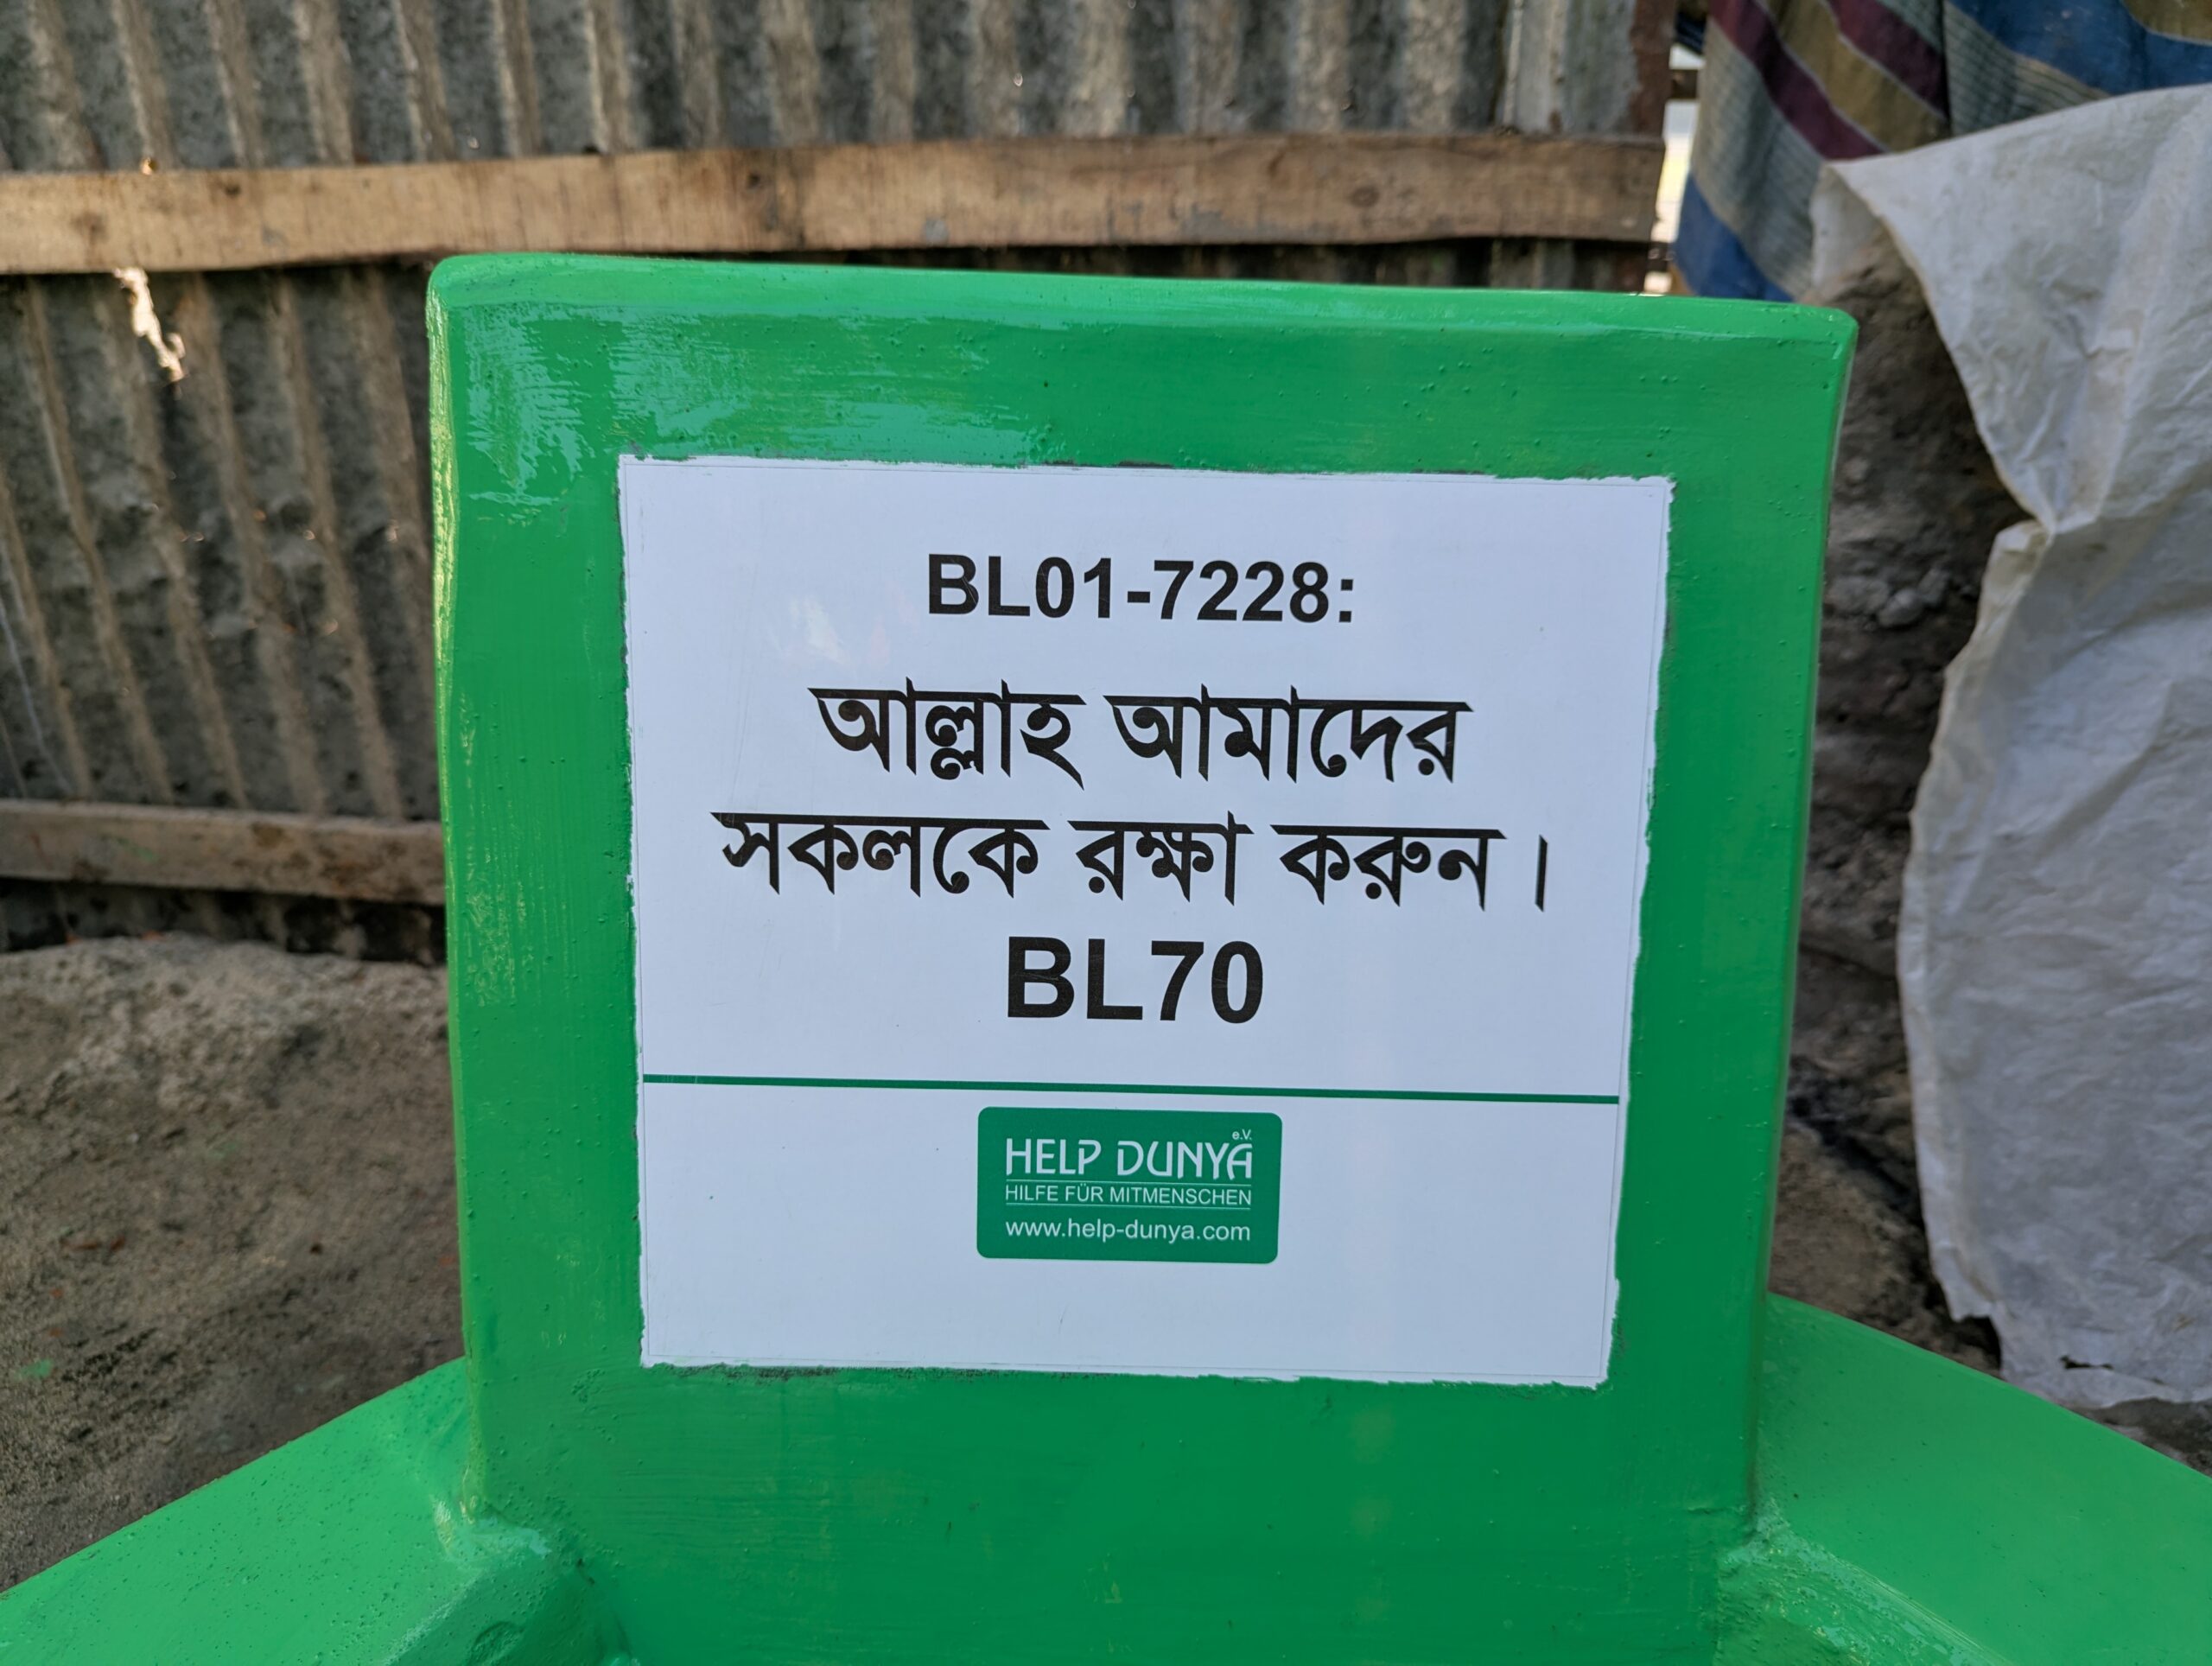 BL01-7228:
আল্লাহ আমাদের
সকলকে রক্ষা করুন।
BL70
HELP DUNYA e.V.
HILFE FÜR MITMENSCHEN
www.help-dunya.com